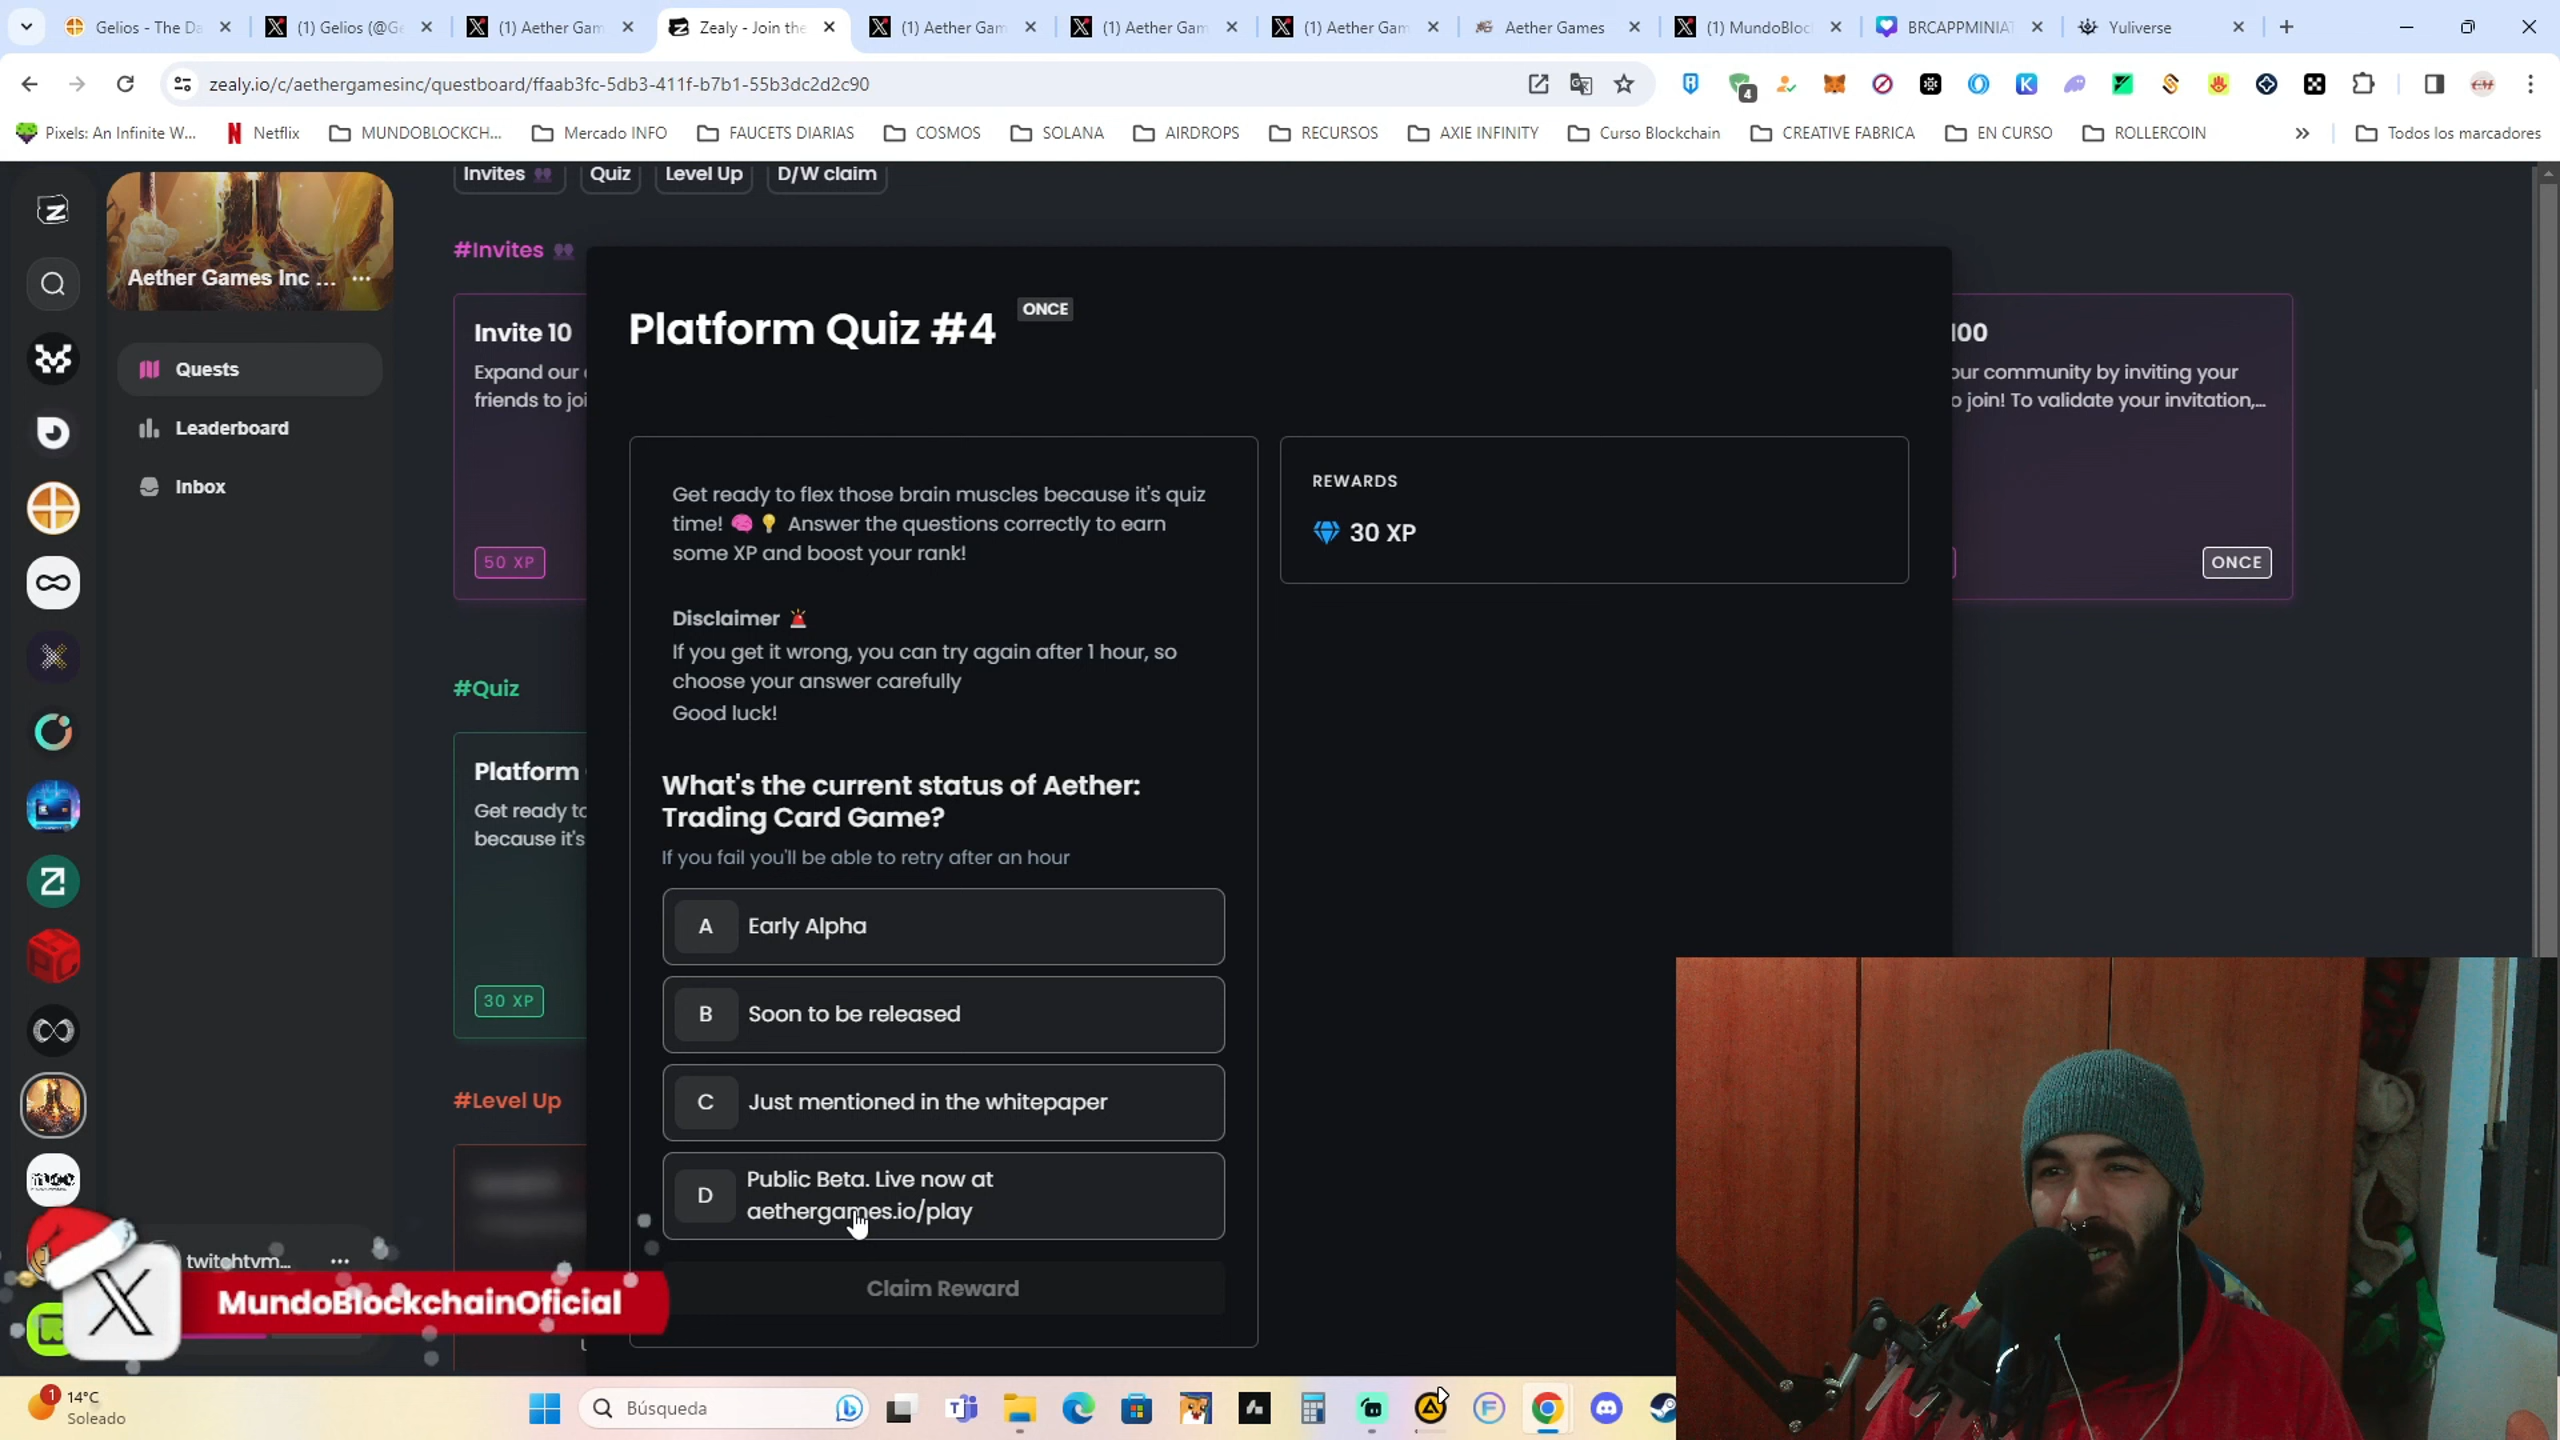 Gelios - The Da
(1) Gelios (@Ge
(1) Aether Gam
Zealy - Join the
(1) Aether Gam
(1) Aether Gam
(1) Aether Gam
Aether Games
(1) MundoBloc
BRCAPPMINIAT
Yuliverse
zealy.io/c/aethergamesinc/questboard/ffaab3fc-5db3-411f-b7b1-55b3dc2d2c90
4
Pixels: An Infinite W...
Netflix
MUNDOBLOCKCH...
Mercado INFO
FAUCETS DIARIAS
COSMOS
SOLANA
AIRDROPS
RECURSOS
AXIE INFINITY
Curso Blockchain
CREATIVE FABRICA
EN CURSO
ROLLERCOIN
»
Todos los marcadores
Invites
Quiz
Level Up
D/W claim
Aether Games Inc ...
Quests
Leaderboard
Inbox
#Invites
Invite 10
Expand our
friends to joi
50 XP
100
our community by inviting your
o join! To validate your invitation,...
ONCE
#Quiz
Platform
Get ready to
because it's
30 XP
#Level Up
Platform Quiz #4
ONCE
Get ready to flex those brain muscles because it's quiz
time! 🧠💡 Answer the questions correctly to earn
some XP and boost your rank!
Disclaimer 🚨
If you get it wrong, you can try again after 1 hour, so
choose your answer carefully
Good luck!
REWARDS
30 XP
What's the current status of Aether:
Trading Card Game?
If you fail you'll be able to retry after an hour
A Early Alpha
B Soon to be released
C Just mentioned in the whitepaper
D Public Beta. Live now at
aethergames.io/play
Claim Reward
twitchtvm...
MundoBlockchainOficial
1
14°C
Soleado
Búsqueda